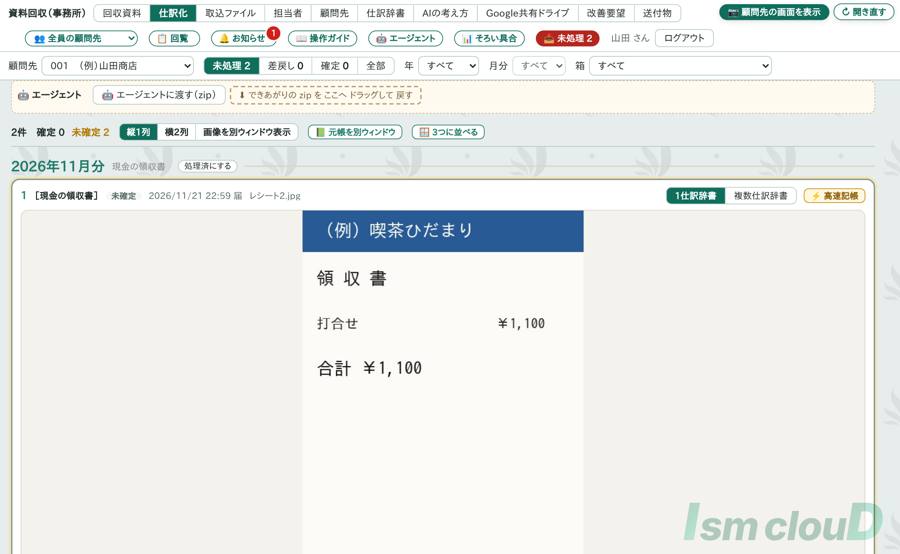 資料回収(事務所) 回収資料 仕訳化 取込ファイル 担当者 顧問先 仕訳辞書 AIの考え方 Google共有ドライブ 改善要望 送付物 📷 顧問先の画面を表示 ↻ 開き直す
👥 全員の顧問先 📋 回覧 🔔 お知らせ 1 📖 操作ガイド 🤖 エージェント 📊 そろい具合 📥 未処理 2 山田 さん ログアウト
顧問先 001 (例)山田商店 未処理 2 差戻し 0 確定 0 全部 年 すべて 月分 すべて 箱 すべて
🤖 エージェント 🤖 エージェントに渡す(zip) ⬇ できあがりの zip を ここへ ドラッグして 戻す
2件 確定 0 未確定 2 縦1列 横2列 画像を別ウィンドウ表示 📗 元帳を別ウィンドウ 🪟 3つに並べる
2026年11月分 現金の領収書 処理済にする
1 [現金の領収書] 未確定 2026/11/21 22:59 届 レシート2.jpg 1仕訳辞書 複数仕訳辞書 ⚡ 高速記帳
(例) 喫茶ひだまり
領 収 書
打合せ ¥1,100
合計 ¥1,100
Ism clouD